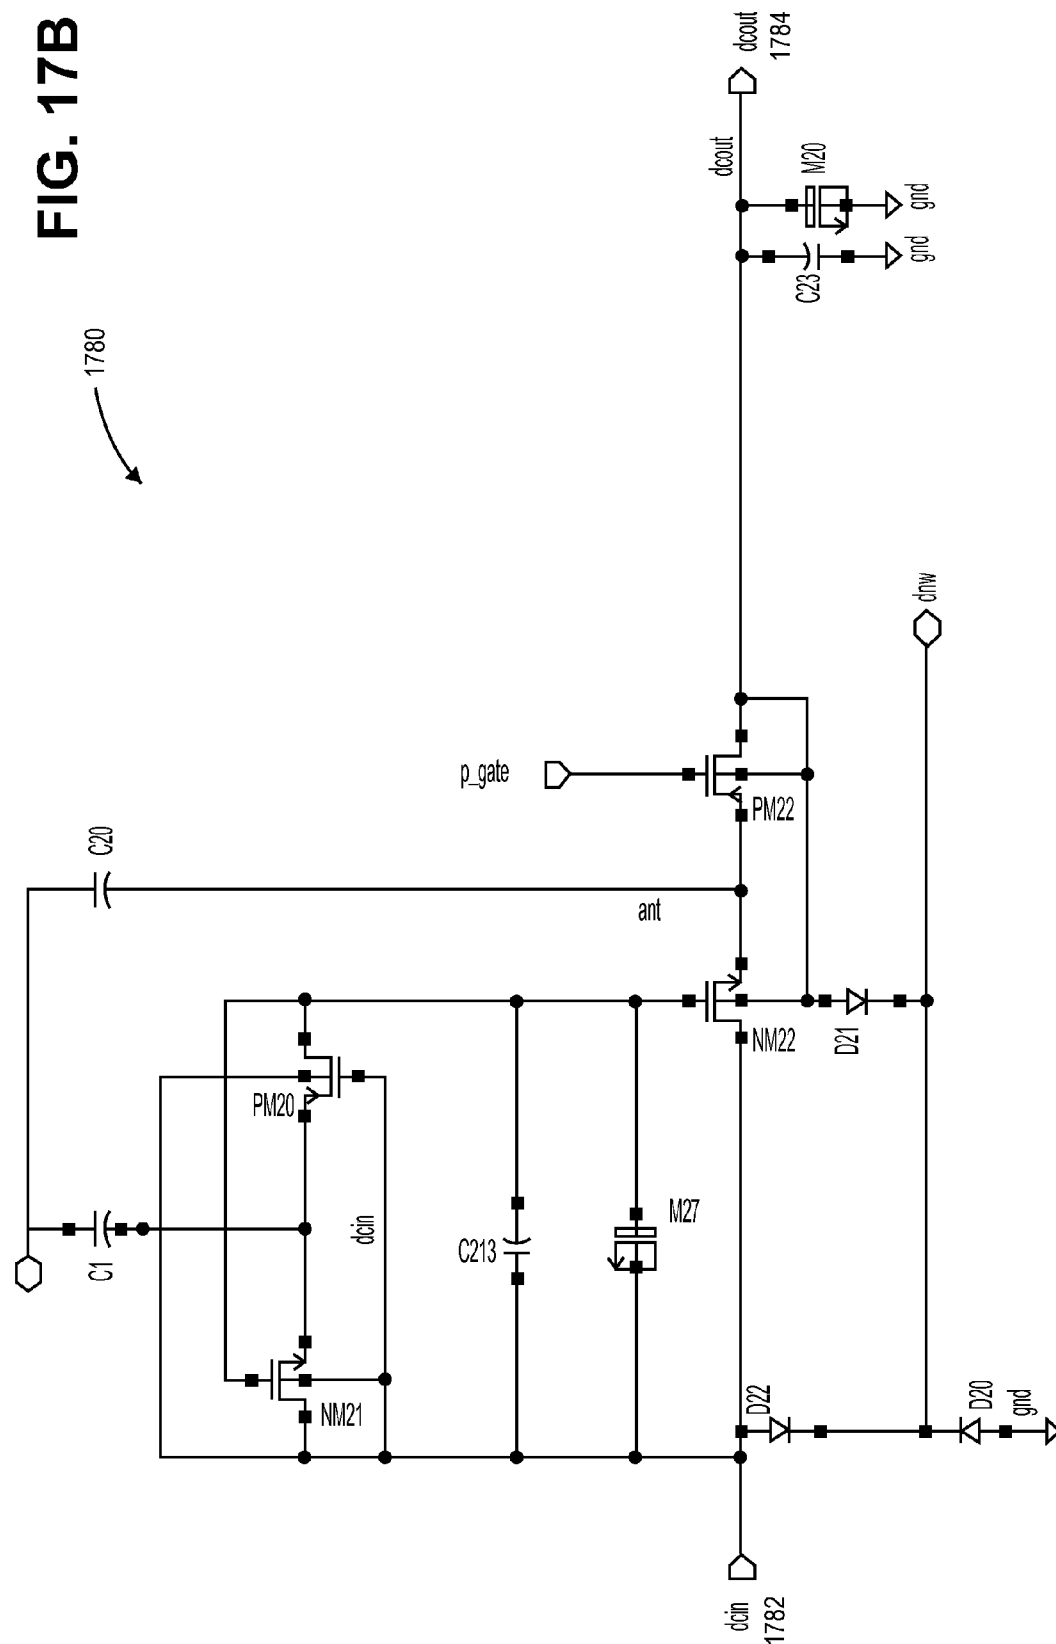 FIG. 17B
1780
dcout
1784
dcout
M20
gnd
C23
gnd
dnw
p_gate
PM22
C20
ant
NM22
D21
PM20
C1
dcin
C213
M27
NM21
D22
D20
gnd
dcin
1782